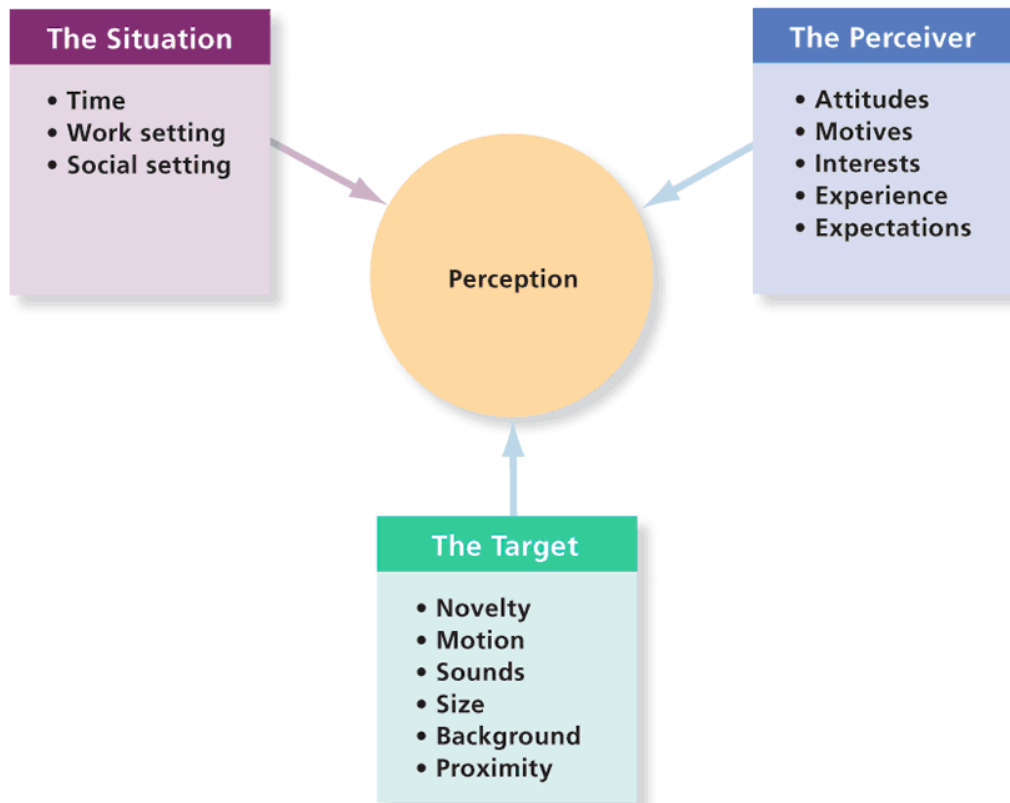 The Situation
• Time
• Work setting
• Social setting
The Perceiver
• Attitudes
• Motives
• Interests
• Experience
• Expectations
Perception
The Target
• Novelty
• Motion
• Sounds
• Size
• Background
• Proximity